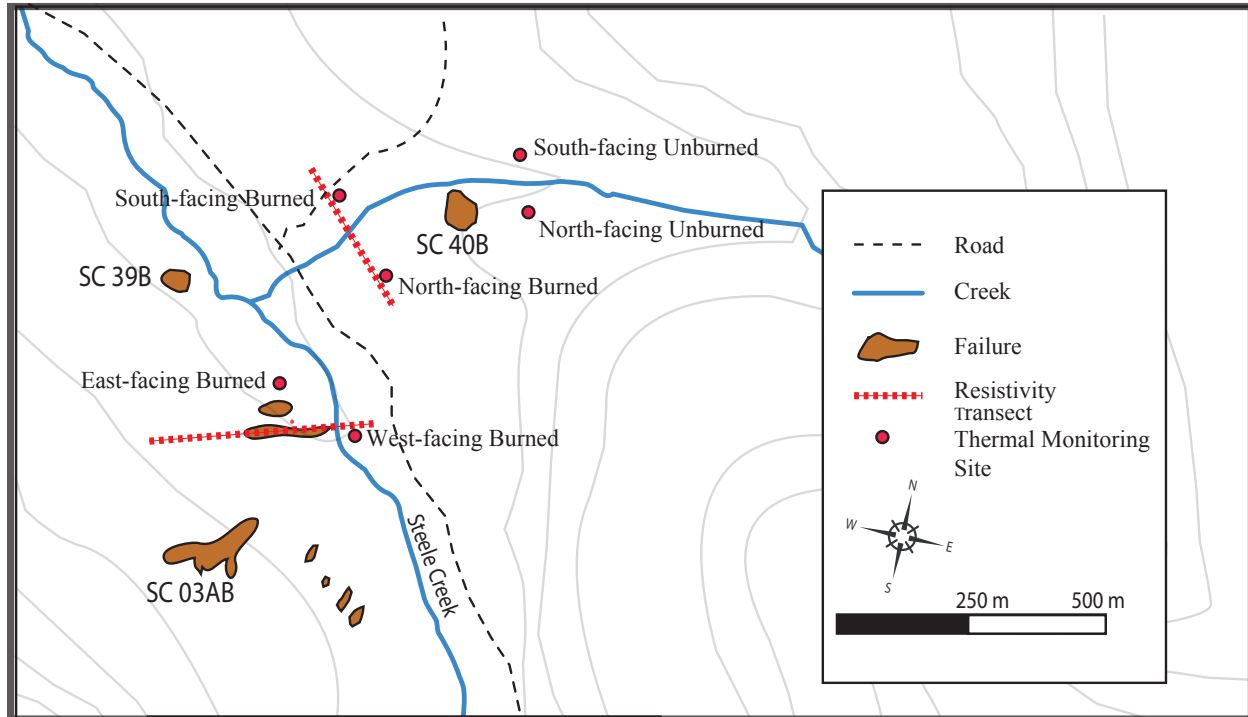 South-facing Unburned
South-facing Burned
North-facing Unburned
SC 40B
SC 39B
North-facing Burned
East-facing Burned
West-facing Burned
Steele Creek
SC 03AB
Road
Creek
Failure
Resistivity
Transect
Thermal Monitoring
Site
N
W
E
S
250 m
500 m